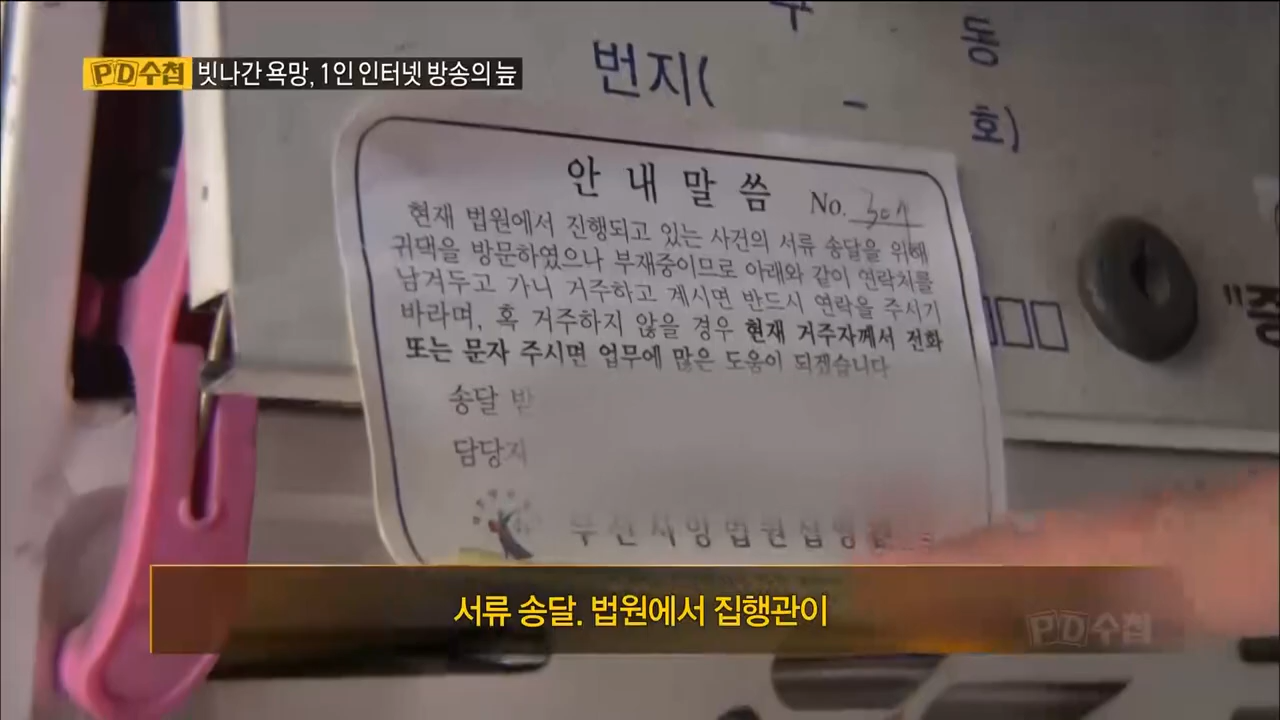 PD수첩 빗나간 욕망, 1인 인터넷 방송의 늪
동
번지( -
호)
안 내 말 씀 No. 304
현재 법원에서 진행되고 있는 사건의 서류 송달을 위해
귀댁을 방문하였으나 부재중이므로 아래와 같이 연락처를
남겨두고 가니 거주하고 계시면 반드시 연락을 주시기
바라며, 혹 거주하지 않을 경우 현재 거주자께서 전화
또는 문자 주시면 업무에 많은 도움이 되겠습니다
송달 받
담당자
서류 송달. 법원에서 집행관이
PD수첩